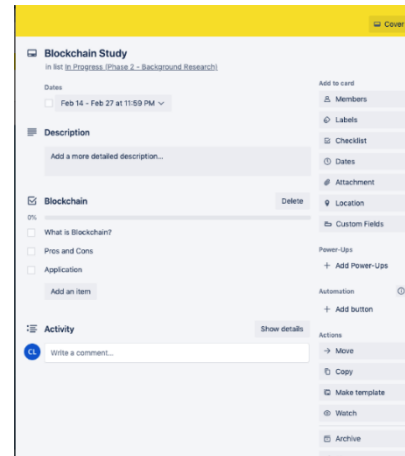 Cover
Blockchain Study
in list In Progress (Phase 2 - Background Research)
Dates
Feb 14 - Feb 27 at 11:59 PM
Description
Add a more detailed description...
Blockchain
Delete
0%
What is Blockchain?
Pros and Cons
Application
Add an item
Activity
Show details
CL
Write a comment...
Add to card
Members
Labels
Checklist
Dates
Attachment
Location
Custom Fields
Power-Ups
+ Add Power-Ups
Automation
+ Add button
Actions
→ Move
Copy
Make template
Watch
Archive